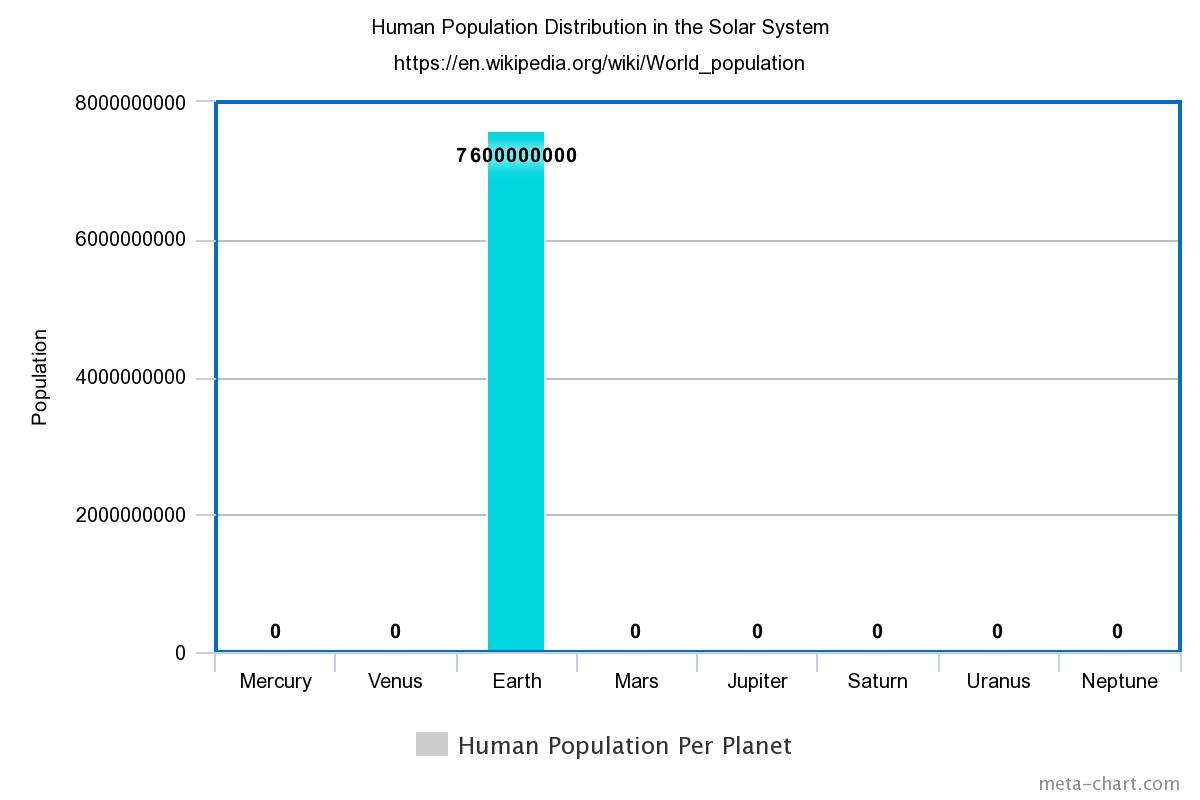 Human Population Distribution in the Solar System
https://en.wikipedia.org/wiki/World_population
8000000000
7600000000
6000000000
Population
4000000000
2000000000
0 0 0 0 0 0 0
0
Mercury Venus Earth Mars Jupiter Saturn Uranus Neptune
Human Population Per Planet
meta-chart.com